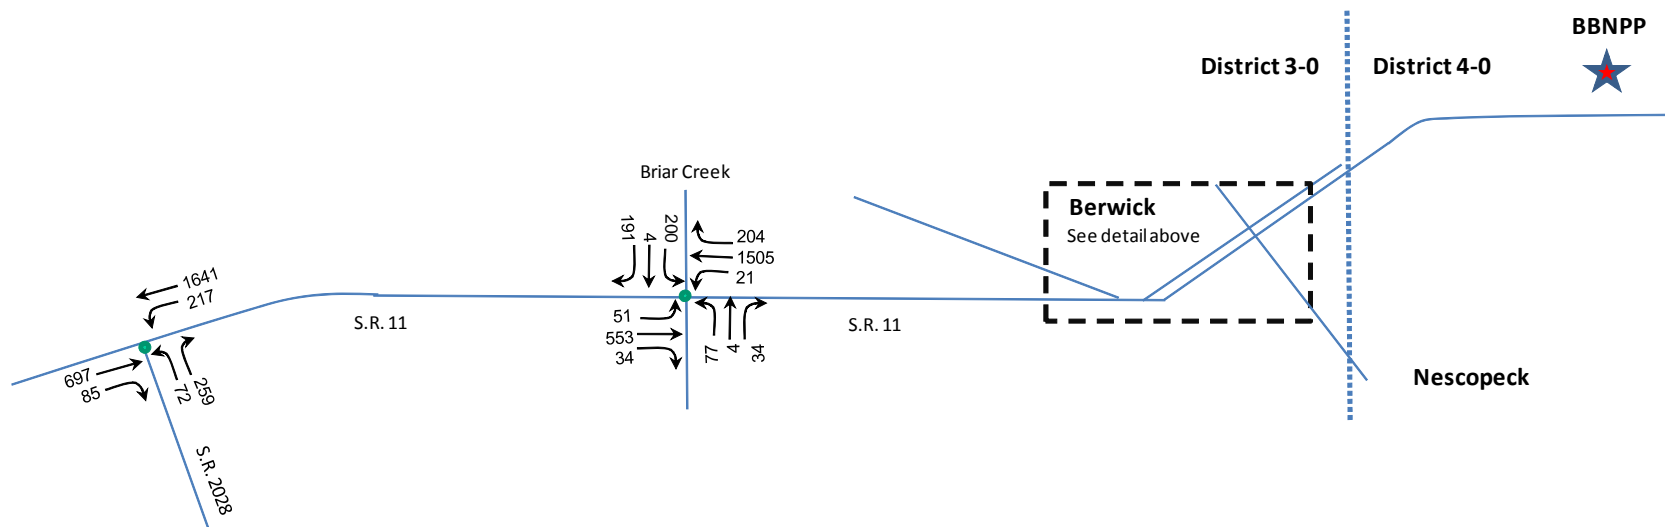 BBNPP
District 3-0
District 4-0
Briar Creek
Berwick
See detail above
191
4
200
204
1505
21
1641
217
51
553
34
77
4
34
S.R. 11
S.R. 11
697
85
72
259
Nescopeck
S.R. 2028